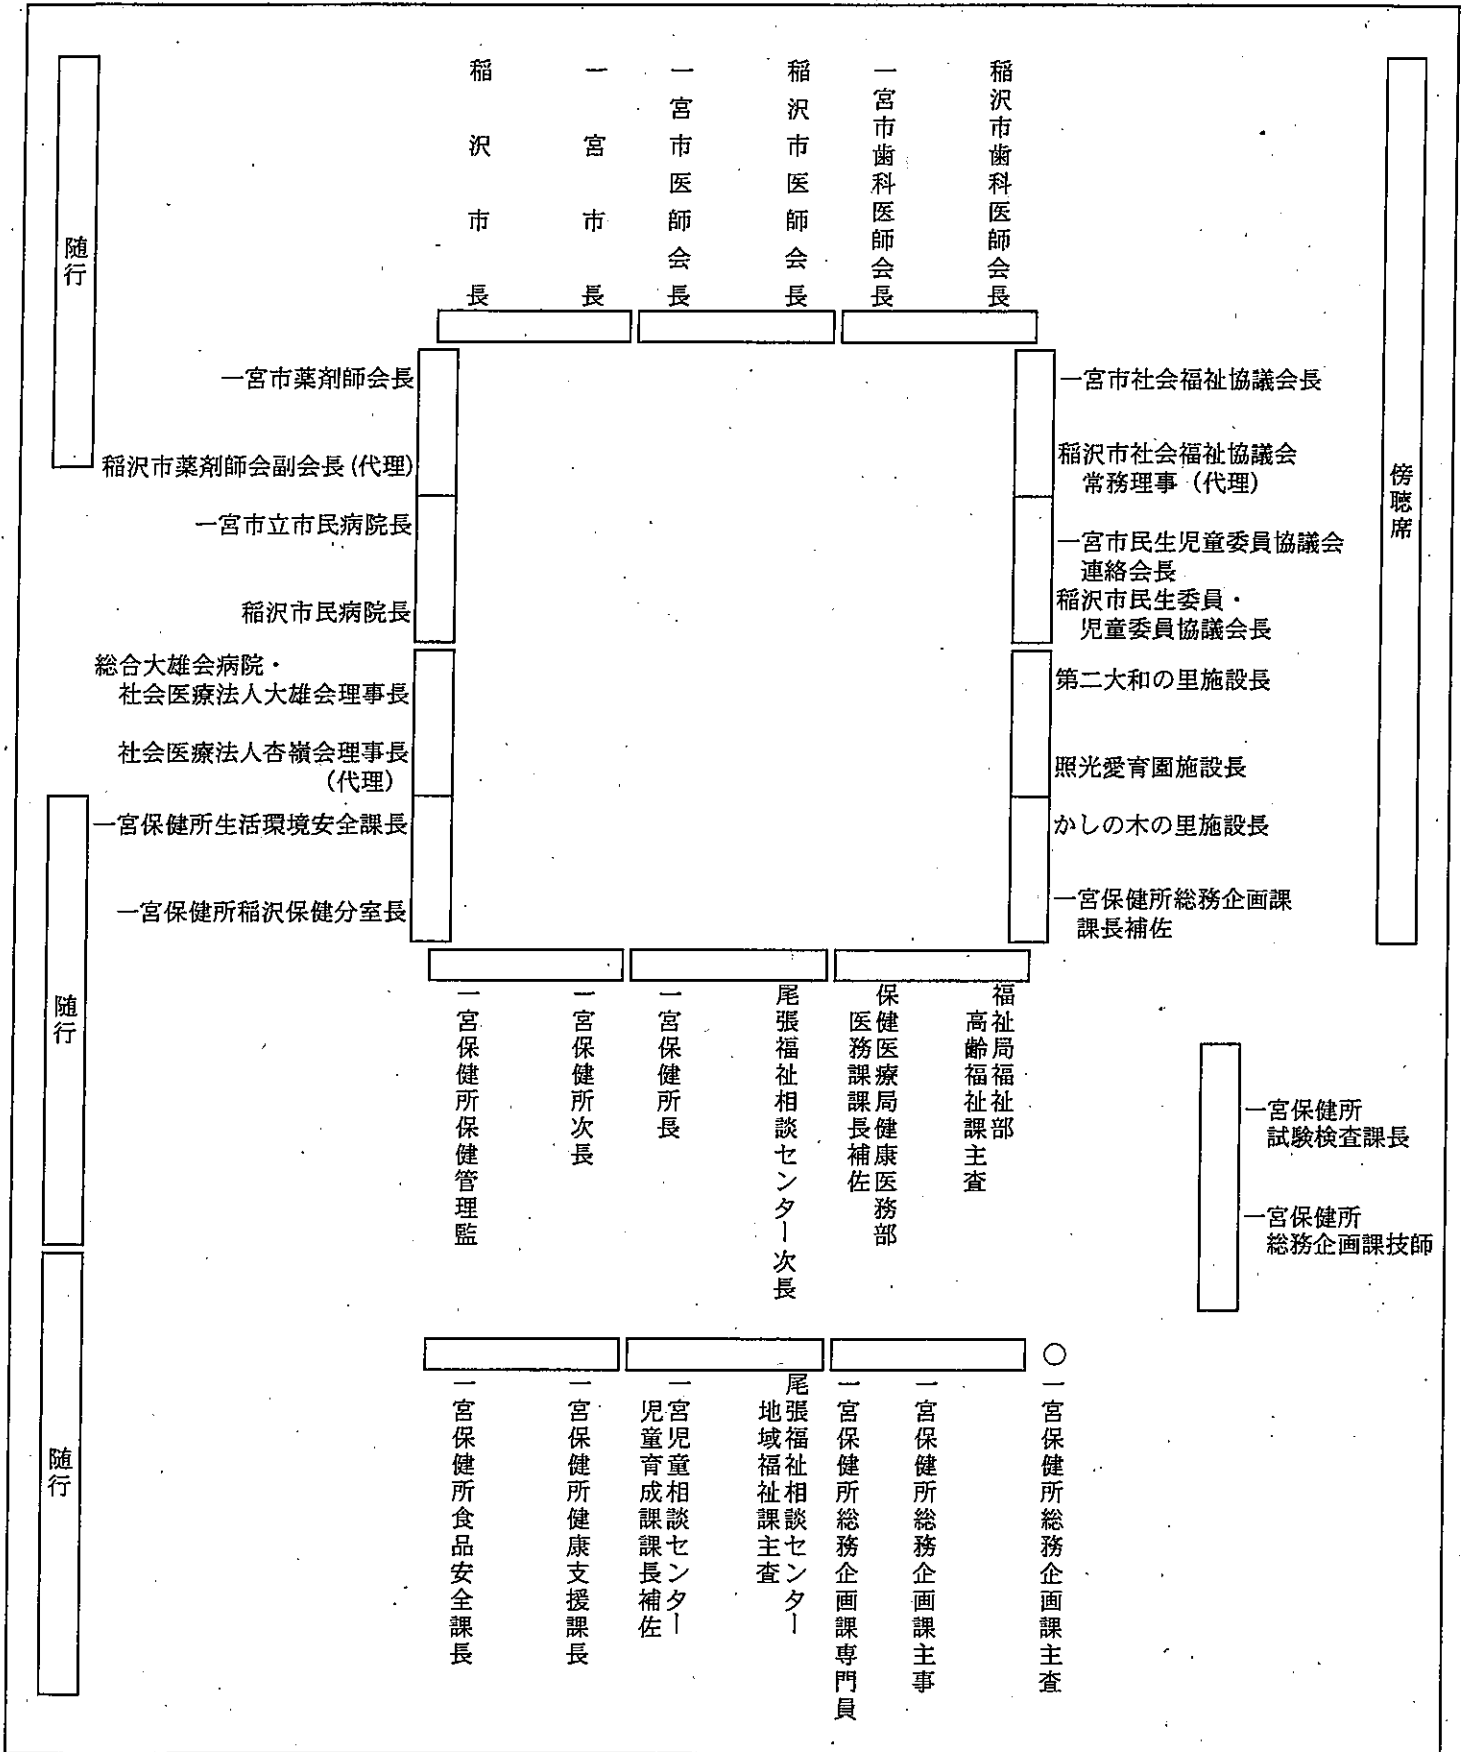 稲沢市長
一宮市長
一宮市医師会長
稲沢市医師会長
一宮市歯科医師会長
稲沢市歯科医師会長
随行
傍聴席
一宮市薬剤師会長
稲沢市薬剤師会副会長(代理)
一宮市立市民病院長
稲沢市民病院長
総合大雄会病院・
社会医療法人大雄会理事長
社会医療法人杏嶺会理事長
(代理)
一宮保健所生活環境安全課長
一宮保健所稲沢保健分室長
一宮市社会福祉協議会長
稲沢市社会福祉協議会
常務理事(代理)
一宮市民生児童委員協議会
連絡会長
稲沢市民生委員・
児童委員協議会長
第二大和の里施設長
照光愛育園施設長
かしの木の里施設長
一宮保健所総務企画課
課長補佐
随行
一宮保健所保健管理監
一宮保健所次長
一宮保健所長
尾張福祉相談センター次長
保健医療局健康医務部
医務課課長補佐
福祉局福祉部
高齢福祉課主査
一宮保健所
試験検査課長
一宮保健所
総務企画課技師
随行
一宮保健所食品安全課長
一宮保健所健康支援課長
一宮児童相談センター
児童育成課課長補佐
尾張福祉相談センター
地域福祉課主査
一宮保健所総務企画課専門員
一宮保健所総務企画課主事
○一宮保健所総務企画課主査